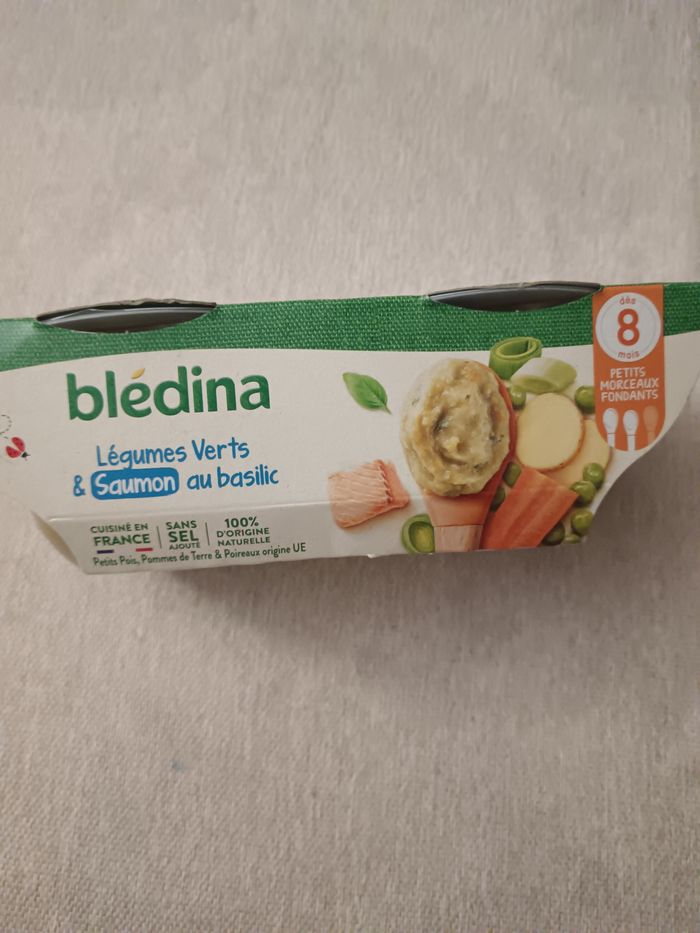 blédina
Légumes Verts
& Saumon au basilic
CUISINÉ EN
FRANCE
SANS
SEL
AJOUTÉ
100%
D'ORIGINE
NATURELLE
Petits Pois, Pommes de Terre & Poireaux origine UE
dès
8
mois
PETITS
MORCEAUX
FONDANTS